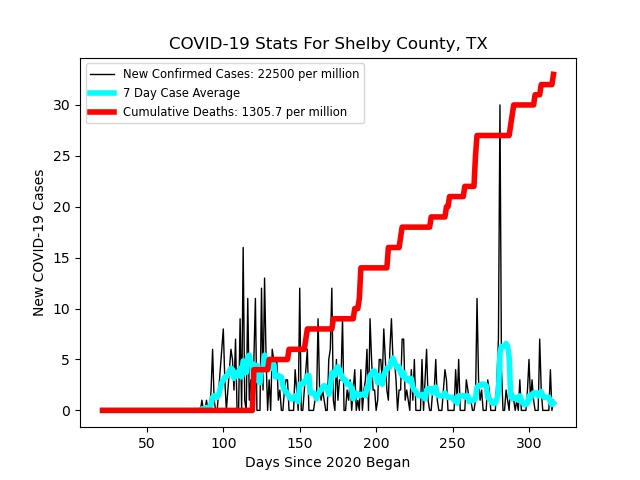 COVID-19 Stats For Shelby County, TX
New Confirmed Cases: 22500 per million
7 Day Case Average
Cumulative Deaths: 1305.7 per million
New COVID-19 Cases
30
25
20
15
10
5
0
50 100 150 200 250 300
Days Since 2020 Began